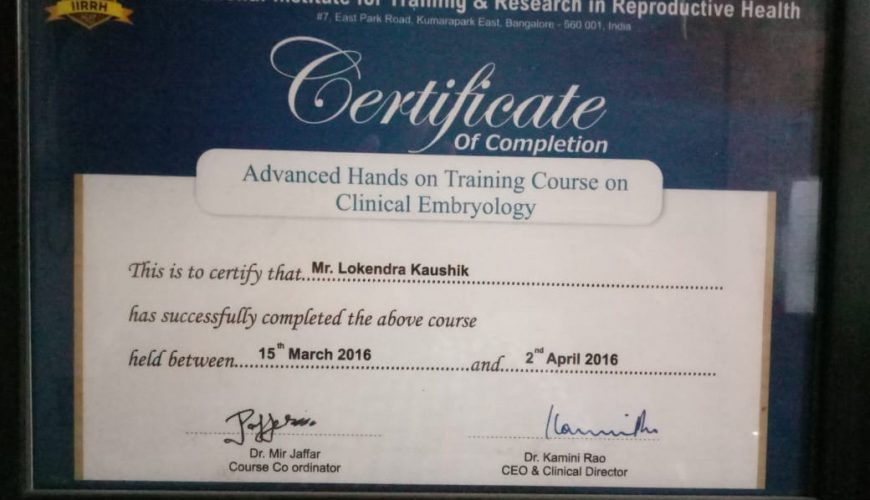 IIRRH
Institute for Training & Research in Reproductive Health
#7, East Park Road, Kumarapark East, Bangalore - 560 001, India
Certificate
Of Completion
Advanced Hands on Training Course on
Clinical Embryology
This is to certify that..Mr. Lokendra Kaushik
has successfully completed the above course
held between....15th March 2016....and....2nd April 2016
Dr. Mir Jaffar
Course Co ordinator
Dr. Kamini Rao
CEO & Clinical Director